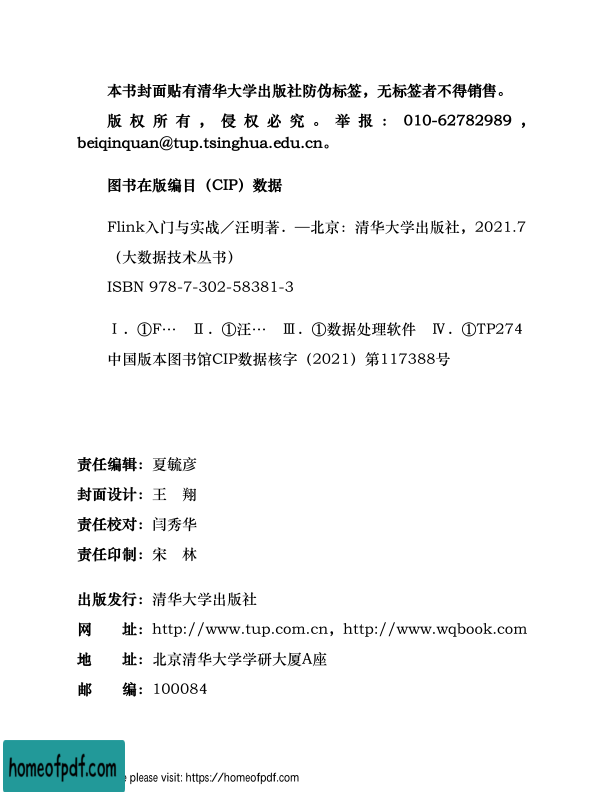 本书封面贴有清华大学出版社防伪标签，无标签者不得销售。
版权所有，侵权必究。举报：010-62782989，
beiqinquan@tup.tsinghua.edu.cn。
图书在版编目（CIP）数据
Flink入门与实战／汪明著．—北京：清华大学出版社，2021.7
（大数据技术丛书）
ISBN 978-7-302-58381-3
Ⅰ．①F… Ⅱ．①汪… Ⅲ．①数据处理软件 Ⅳ．①TP274
中国版本图书馆CIP数据核字（2021）第117388号
责任编辑：夏毓彦
封面设计：王　翔
责任校对：闫秀华
责任印制：宋　林
出版发行：清华大学出版社
网　　址：http://www.tup.com.cn，http://www.wqbook.com
地　　址：北京清华大学学研大厦A座
邮　　编：100084
homeofpdf.com
please visit: https://homeofpdf.com